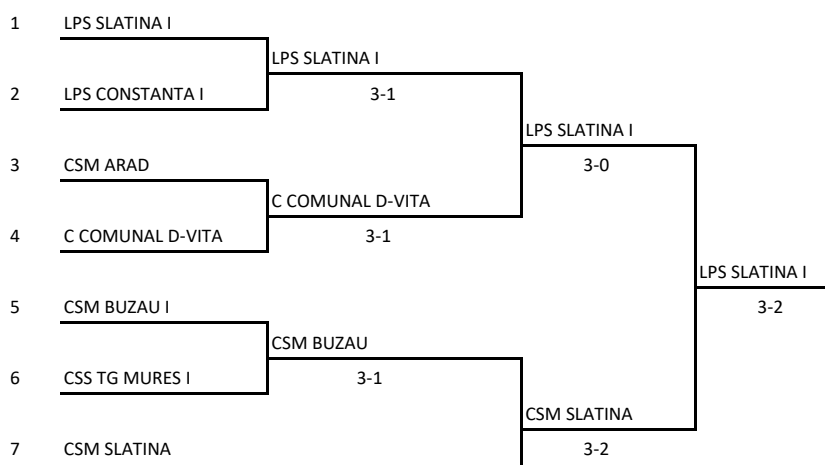 1 LPS SLATINA I
LPS SLATINA I
2 LPS CONSTANTA I 3-1
LPS SLATINA I
3 CSM ARAD 3-0
C COMUNAL D-VITA
4 C COMUNAL D-VITA 3-1
LPS SLATINA I
5 CSM BUZAU I 3-2
CSM BUZAU
6 CSS TG MURES I 3-1
CSM SLATINA
7 CSM SLATINA 3-2